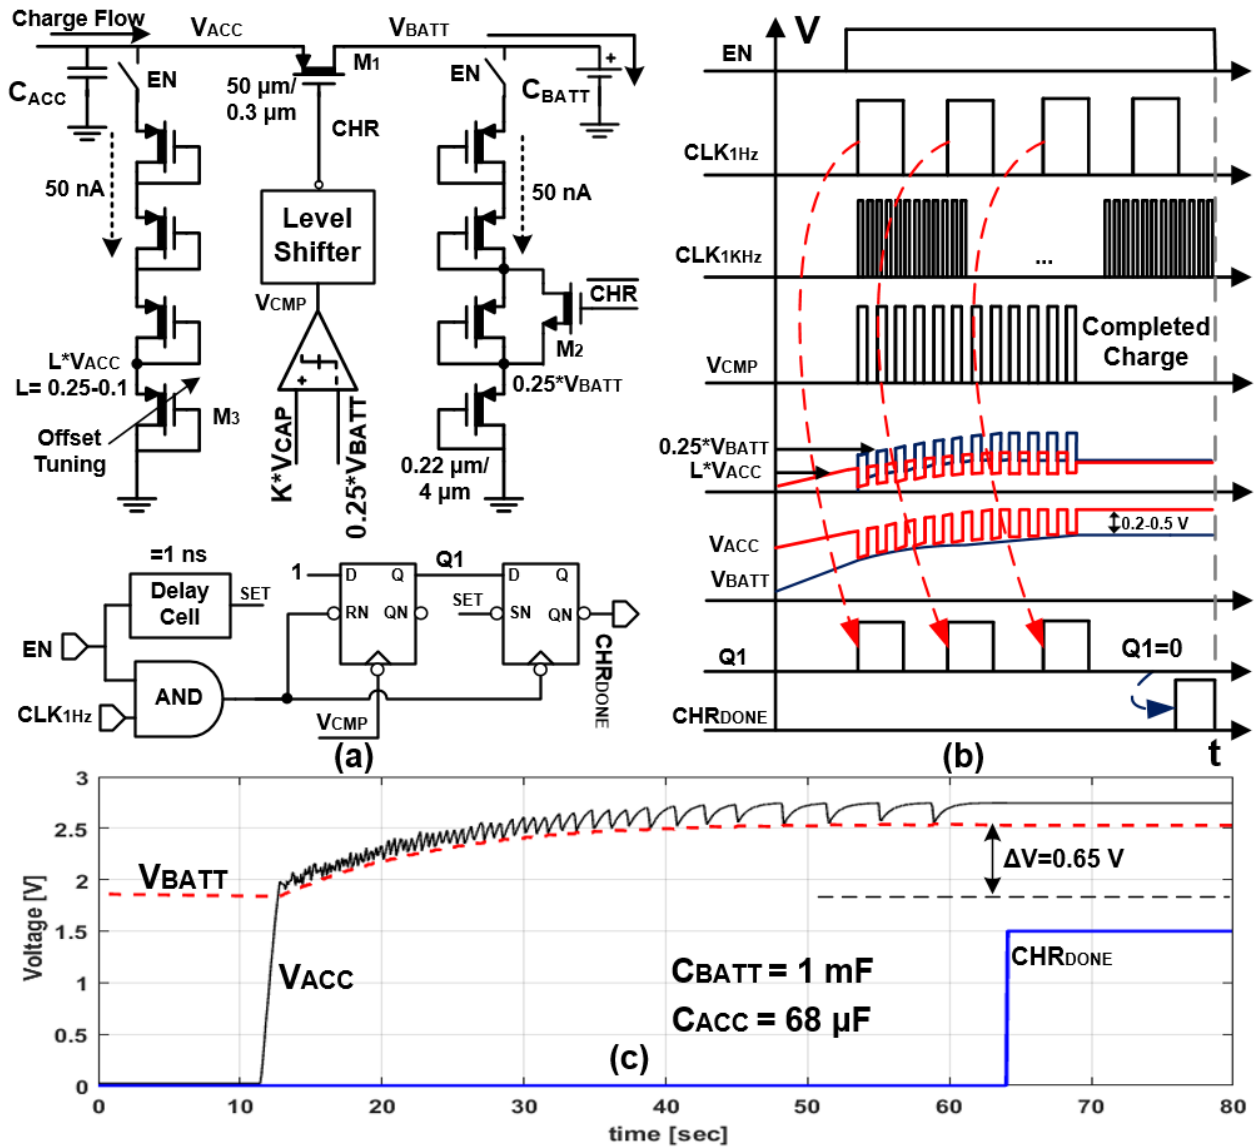 Charge Flow
VACC
VBATT
EN
M1
EN
CACC
50 µm/
0.3 µm
CBATT
CHR
50 nA
50 nA
Level
Shifter
CHR
VCMP
M2
L*VACC
L= 0.25-0.1
0.25*VBATT
M3
+
-
Offset
Tuning
K*VCAP
0.25*VBATT
0.22 µm/
4 µm
=1 ns
Delay
Cell
SET
1
D
Q
Q1
D
Q
RN
QN
SET
SN
QN
EN
AND
CLK1Hz
VCMP
CHRDONE
(a)
V
EN
CLK1Hz
CLK1KHz
...
VCMP
Completed
Charge
0.25*VBATT
L*VACC
VACC
0.2-0.5 V
VBATT
Q1
Q1=0
CHRDONE
(b)
t
3
2.5
2
1.5
1
0.5
0
Voltage [V]
VBATT
VACC
ΔV=0.65 V
CBATT = 1 mF
CACC = 68 µF
CHRDONE
(c)
0 10 20 30 40 50 60 70 80
time [sec]